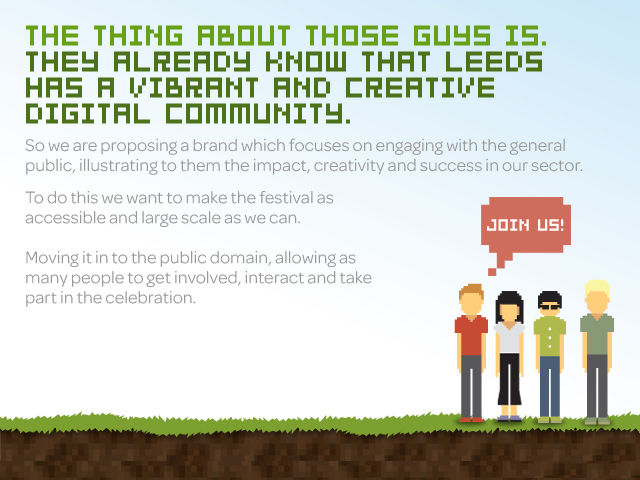 THE THING ABOUT THOSE GUYS IS.
THEY ALREADY KNOW THAT LEEDS
HAS A VIBRANT AND CREATIVE
DIGITAL COMMUNITY.
So we are proposing a brand which focuses on engaging with the general
public, illustrating to them the impact, creativity and success in our sector.
To do this we want to make the festival as
accessible and large scale as we can.
Moving it in to the public domain, allowing as
many people to get involved, interact and take
part in the celebration.
JOIN US!